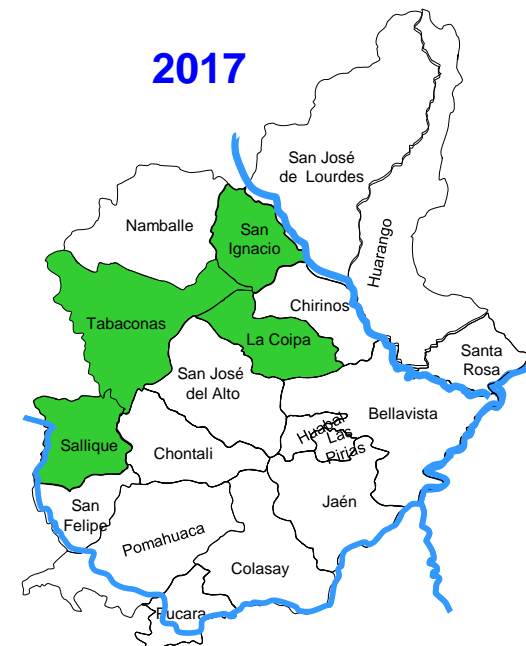 2017
San José
de Lourdes
Namballe
San
Ignacio
Huarango
Chirinos
Tabaconas
La Coipa
Santa
Rosa
San José
del Alto
Bellavista
Huabal
Las
Pirias
Sallique
Chontali
Jaén
San
Felipe
Pomahuaca
Colasay
Pucara